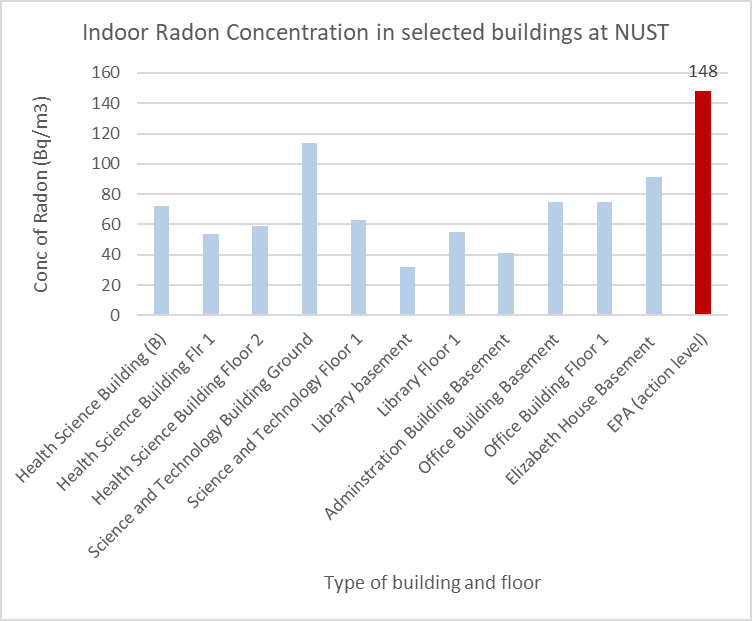 Indoor Radon Concentration in selected buildings at NUST
148
160
140
120
100
80
60
40
20
0
Conc of Radon (Bq/m3)
Health Science Building (B)
Health Science Building Flr 1
Health Science Building Floor 2
Science and Technology Building Ground
Science and Technology Floor 1
Library basement
Library Floor 1
Adminstration Building Basement
Office Building Basement
Office Building Floor 1
Elizabeth House Basement
EPA (action level)
Type of building and floor